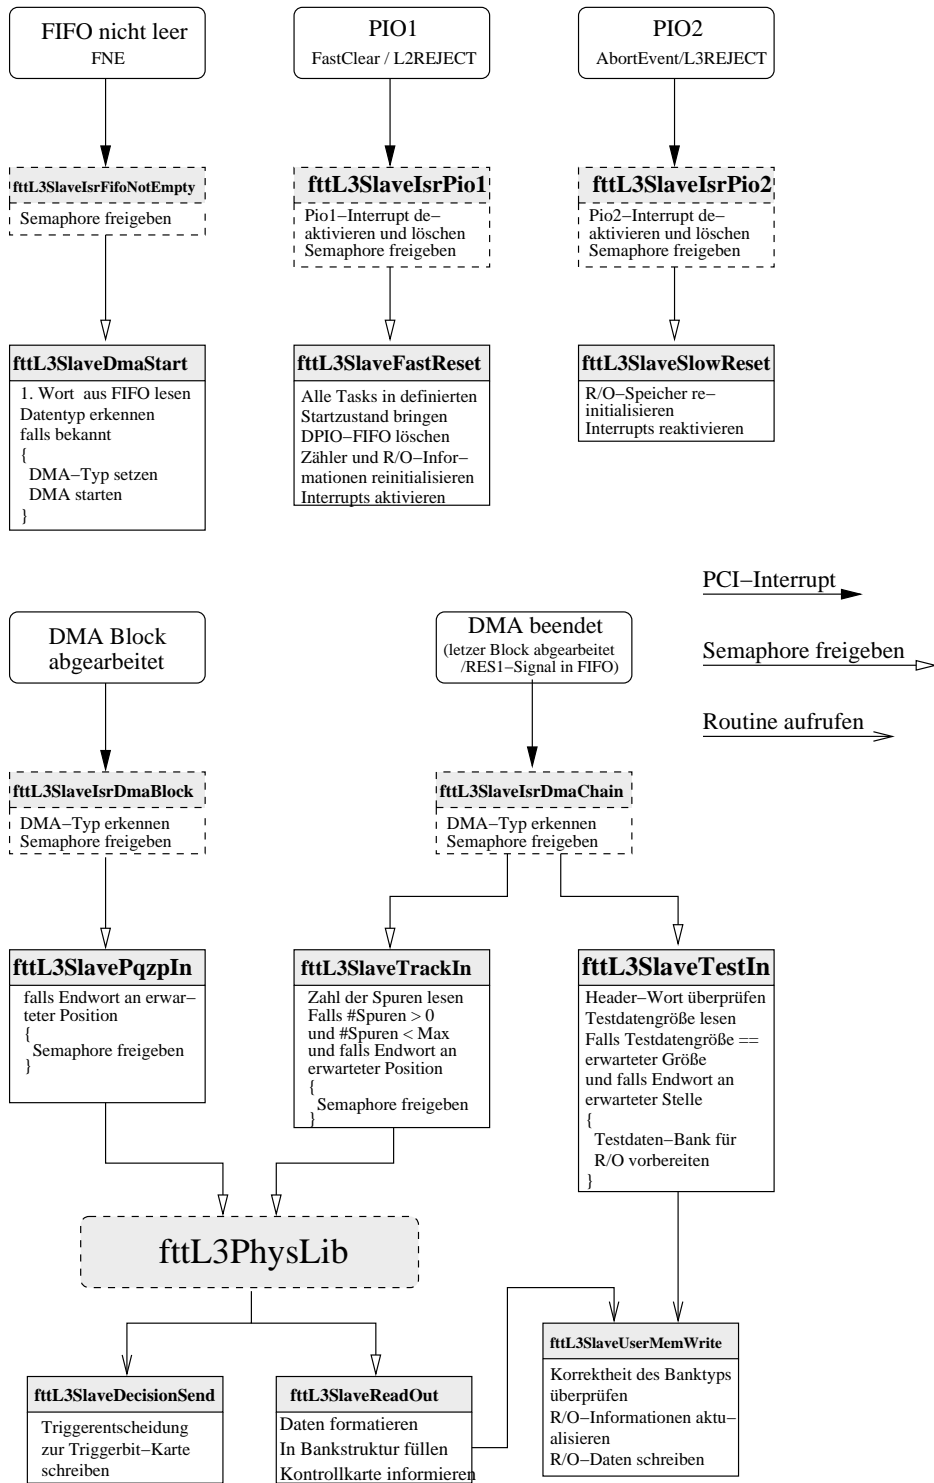 FIFO nicht leer
FNE
PIO1
FastClear / L2REJECT
PIO2
AbortEvent/L3REJECT
fttL3SlaveIsrFifoNotEmpty
Semaphore freigeben
fttL3SlaveIsrPio1
Pio1−Interrupt de−
aktivieren und löschen
Semaphore freigeben
fttL3SlaveIsrPio2
Pio2−Interrupt de−
aktivieren und löschen
Semaphore freigeben
fttL3SlaveDmaStart
1. Wort aus FIFO lesen
Datentyp erkennen
falls bekannt
{
DMA−Typ setzen
DMA starten
}
fttL3SlaveFastReset
Alle Tasks in definierten
Startzustand bringen
DPIO−FIFO löschen
Zähler und R/O−Infor−
mationen reinitialisieren
Interrupts aktivieren
fttL3SlaveSlowReset
R/O−Speicher re−
initialisieren
Interrupts reaktivieren
PCI−Interrupt
Semaphore freigeben
Routine aufrufen
DMA Block
abgearbeitet
DMA beendet
(letzer Block abgearbeitet
/RES1−Signal in FIFO)
fttL3SlaveIsrDmaBlock
DMA−Typ erkennen
Semaphore freigeben
fttL3SlaveIsrDmaChain
DMA−Typ erkennen
Semaphore freigeben
fttL3SlavePqzpIn
falls Endwort an erwar−
teter Position
{
Semaphore freigeben
}
fttL3SlaveTrackIn
Zahl der Spuren lesen
Falls #Spuren > 0
und #Spuren < Max
und falls Endwort an
erwarteter Position
{
Semaphore freigeben
}
fttL3SlaveTestIn
Header−Wort überprüfen
Testdatengröße lesen
Falls Testdatengröße ==
erwarteter Größe
und falls Endwort an
erwarteter Stelle
{
Testdaten−Bank für
R/O vorbereiten
}
fttL3PhysLib
fttL3SlaveDecisionSend
Triggerentscheidung
zur Triggerbit−Karte
schreiben
fttL3SlaveReadOut
Daten formatieren
In Bankstruktur füllen
Kontrollkarte informieren
fttL3SlaveUserMemWrite
Korrektheit des Banktyps
überprüfen
R/O−Informationen aktu−
alisieren
R/O−Daten schreiben